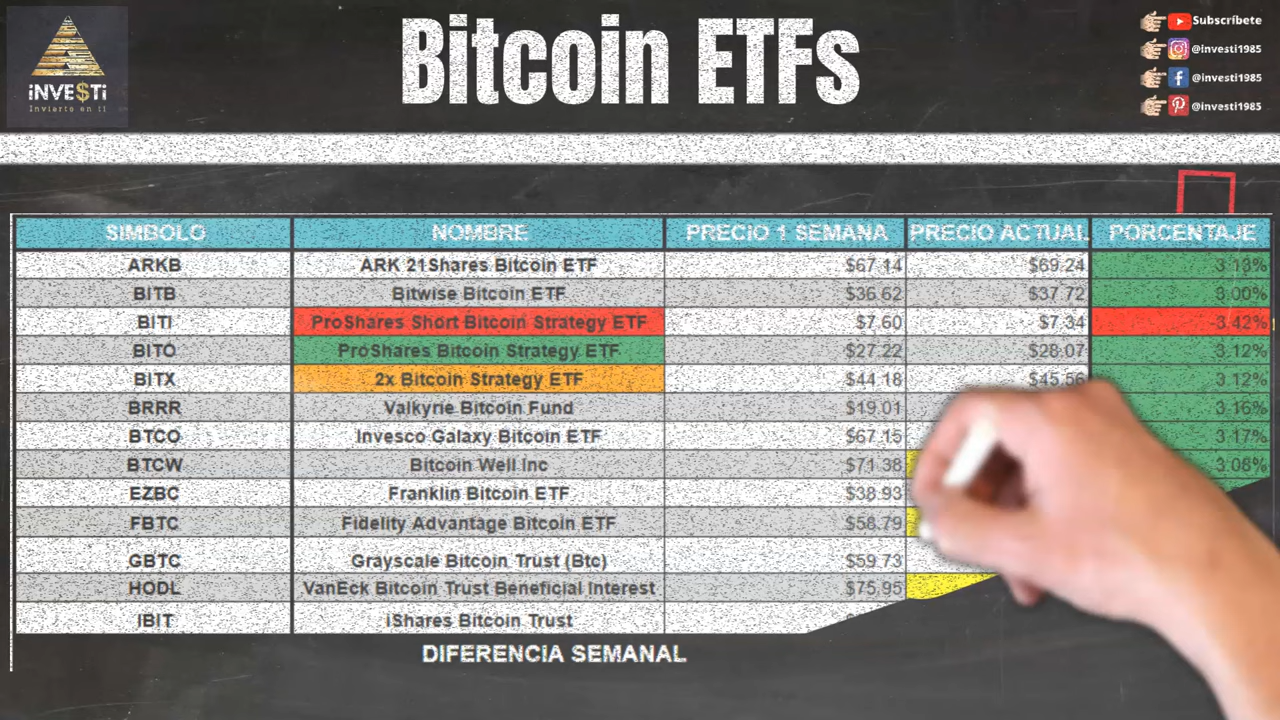 iNVE$Ti
Invierte en ti
Bitcoin ETFs
Subscríbete
@investi1985
@investi1985
@investi1985
SIMBOLO NOMBRE PRECIO 1 SEMANA PRECIO ACTUAL PORCENTAJE
ARKB ARK 21Shares Bitcoin ETF $67.14 $69.24 3.13%
BITB Bitwise Bitcoin ETF $36.62 $37.72 3.00%
BITI ProShares Short Bitcoin Strategy ETF $7.60 $7.34 -3.42%
BITO ProShares Bitcoin Strategy ETF $27.22 $28.07 3.12%
BITX 2x Bitcoin Strategy ETF $44.18 $45.56 3.12%
BRRR Valkyrie Bitcoin Fund $19.01 3.16%
BTCO Invesco Galaxy Bitcoin ETF $67.15 3.17%
BTCW Bitcoin Well Inc $71.38 3.08%
EZBC Franklin Bitcoin ETF $38.93
FBTC Fidelity Advantage Bitcoin ETF $58.79
GBTC Grayscale Bitcoin Trust (Btc) $59.73
HODL VanEck Bitcoin Trust Beneficial Interest $75.95
IBIT iShares Bitcoin Trust
DIFERENCIA SEMANAL